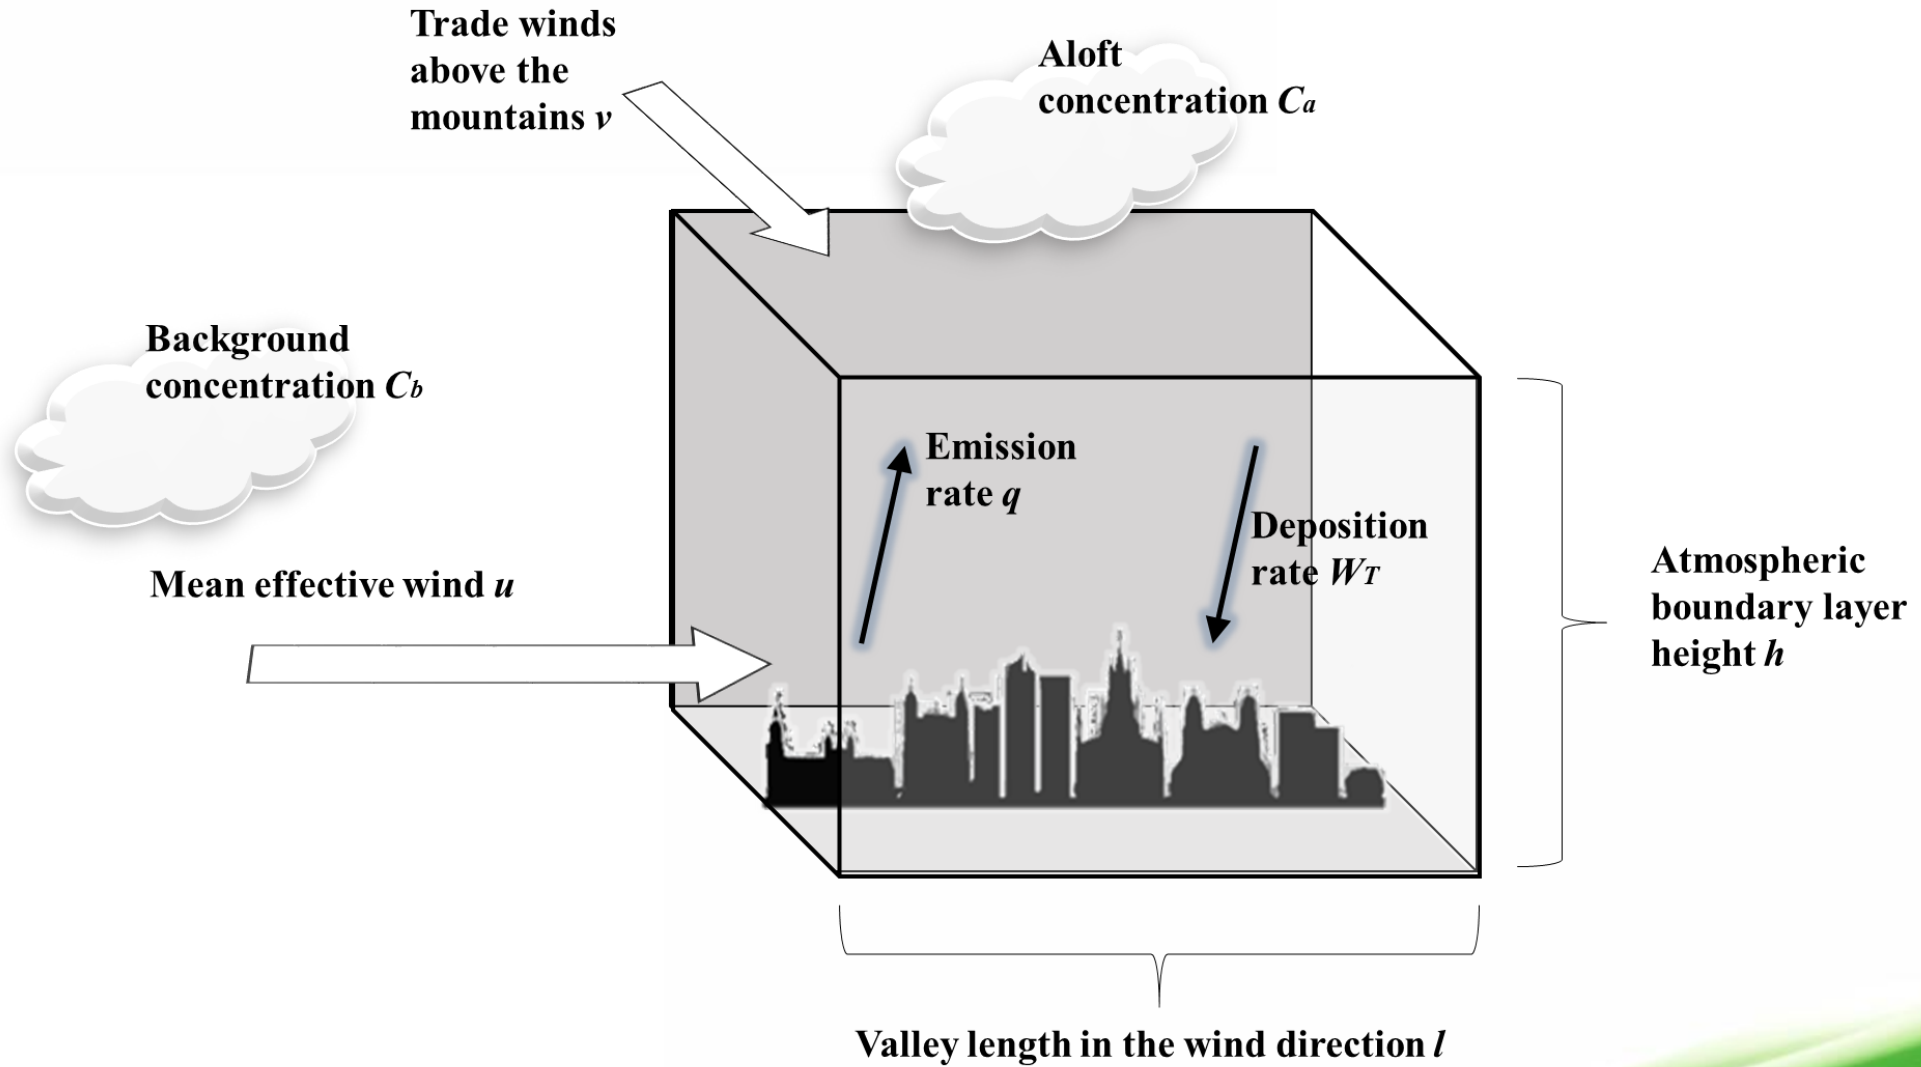 Trade winds
above the
mountains v
Aloft
concentration Ca
Background
concentration Cb
Emission
rate q
Deposition
rate WT
Mean effective wind u
Atmospheric
boundary layer
height h
Valley length in the wind direction l